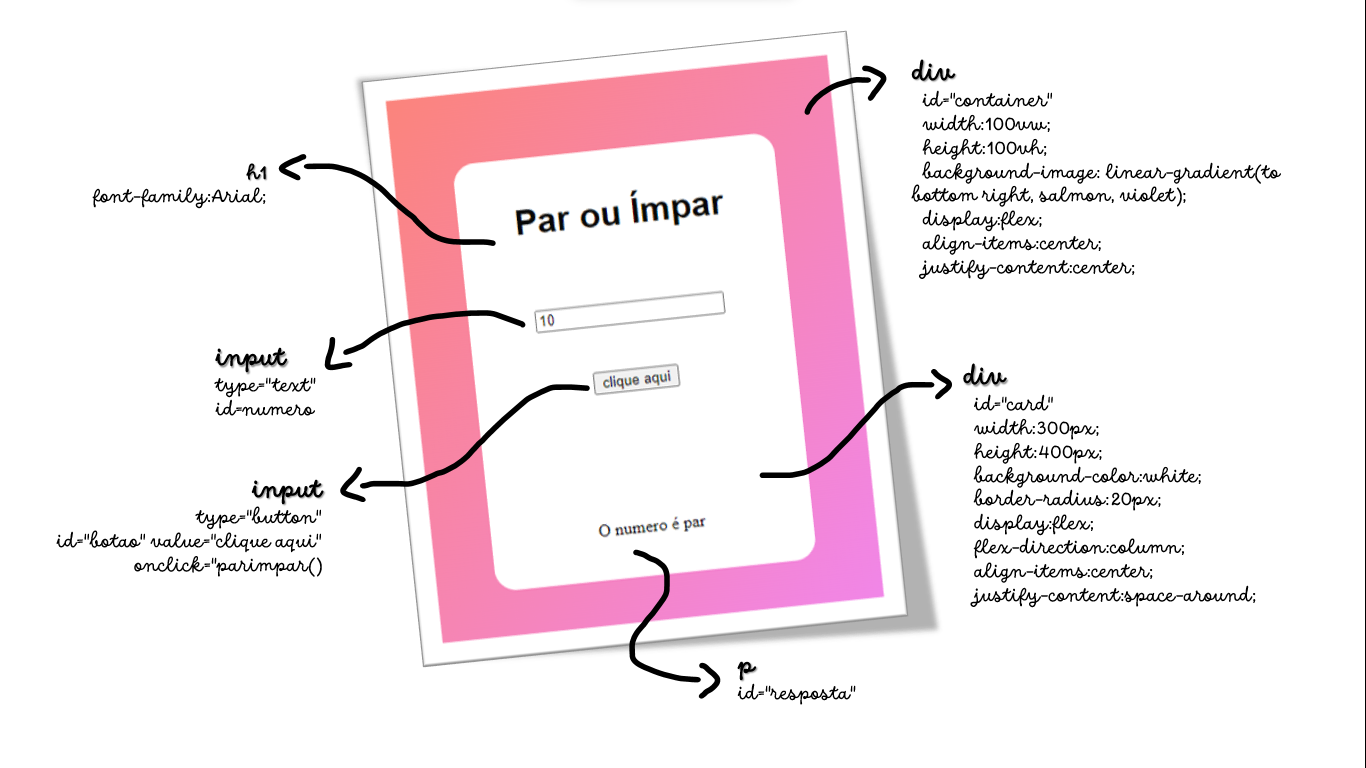 div
id="container"
width:100vw;
height:100vh;
background-image: linear-gradient(to
bottom right, salmon, violet);
display:flex;
align-items:center;
justify-content:center;
h1
font-family:Arial;
Par ou Ímpar
10
input
type="text"
id=numero
clique aqui
input
type="button"
id="botao" value="clique aqui"
onclick="parimpar()
div
id="card"
width:300px;
height:400px;
background-color:white;
border-radius:20px;
display:flex;
flex-direction:column;
align-items:center;
justify-content:space-around;
O numero é par
p
id="resposta"